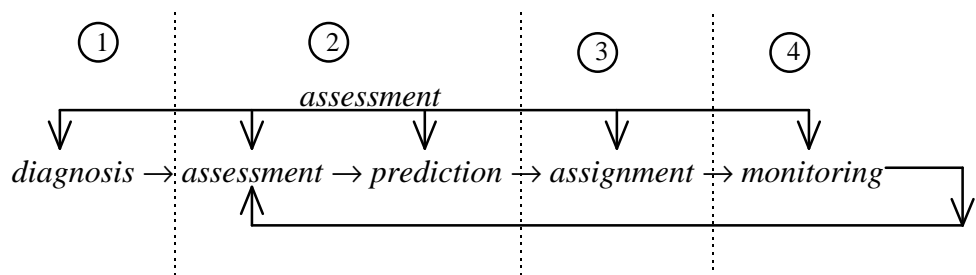 1 2 3 4
assessment
diagnosis → assessment → prediction → assignment → monitoring